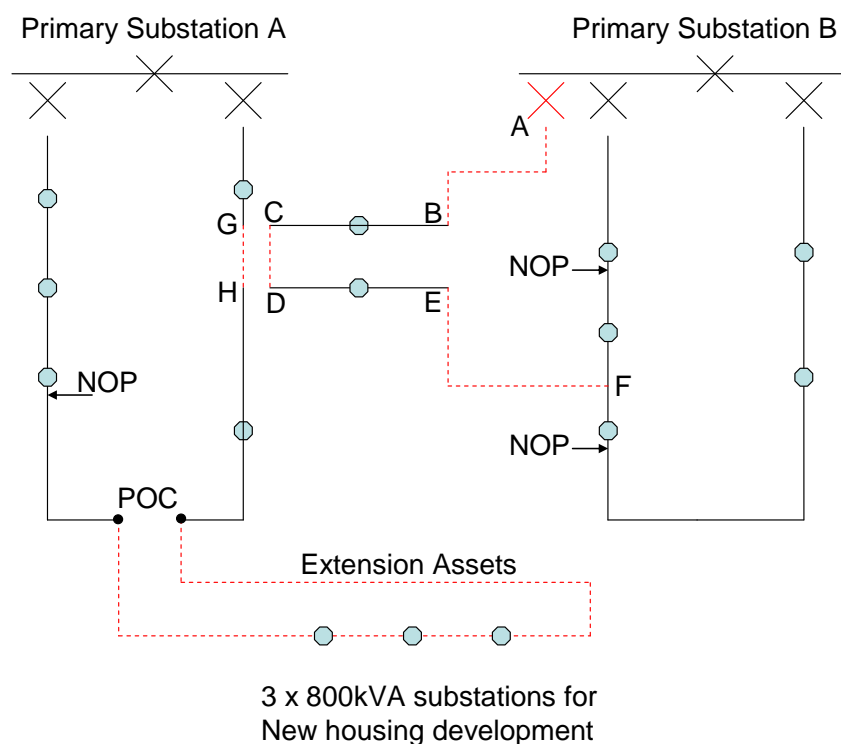 Primary Substation A
Primary Substation B
A
G
C
B
NOP
H
D
E
NOP
F
NOP
POC
Extension Assets
3 x 800kVA substations for
New housing development